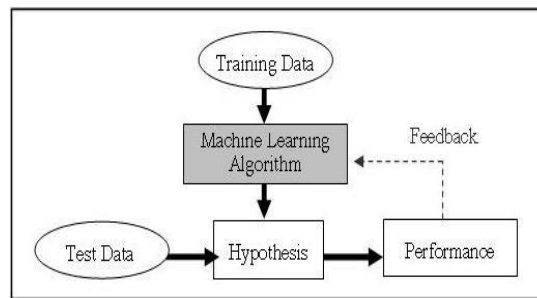 Training Data
Machine Learning
Algorithm
Feedback
Test Data
Hypothesis
Performance